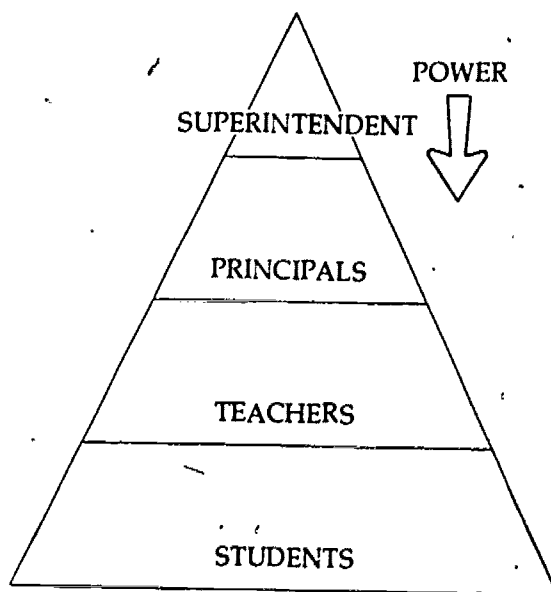 POWER
SUPERINTENDENT
PRINCIPALS
TEACHERS
STUDENTS